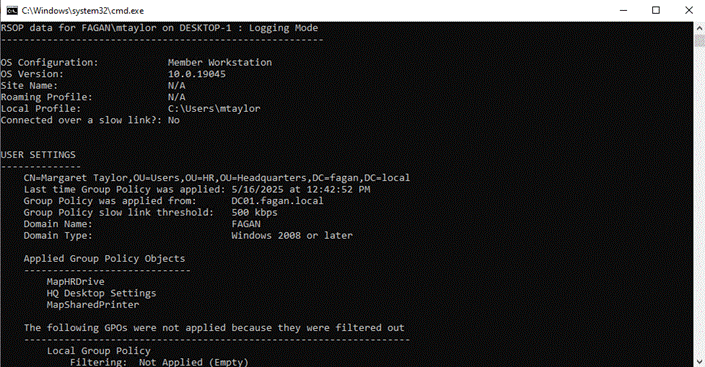 C:\Windows\system32\cmd.exe
RSOP data for FAGAN\mtaylor on DESKTOP-1 : Logging Mode
-------------------------------------------------------
OS Configuration:            Member Workstation
OS Version:                  10.0.19045
Site Name:                   N/A
Roaming Profile:             N/A
Local Profile:               C:\Users\mtaylor
Connected over a slow link?: No
USER SETTINGS
--------------
    CN=Margaret Taylor,OU=Users,OU=HR,OU=Headquarters,DC=fagan,DC=local
    Last time Group Policy was applied: 5/16/2025 at 12:42:52 PM
    Group Policy was applied from:      DC01.fagan.local
    Group Policy slow link threshold:   500 kbps
    Domain Name:                        FAGAN
    Domain Type:                        Windows 2008 or later
    Applied Group Policy Objects
    -----------------------------
        MapHRDrive
        HQ Desktop Settings
        MapSharedPrinter
    The following GPOs were not applied because they were filtered out
    -------------------------------------------------------------------
        Local Group Policy
            Filtering:  Not Applied (Empty)